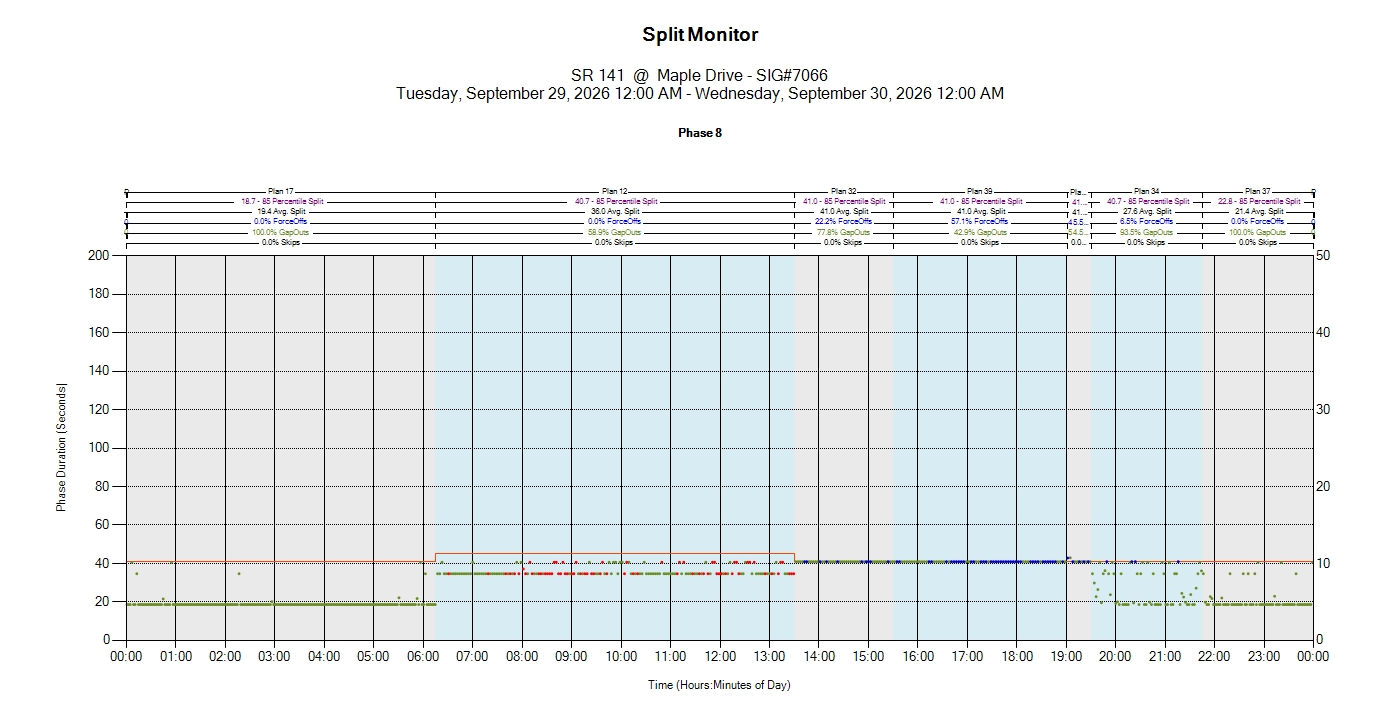 Split Monitor
SR 141 @ Maple Drive - SIG#7066
Tuesday, September 29, 2026 12:00 AM - Wednesday, September 30, 2026 12:00 AM
Phase 8
Plan 17 Plan 12 Plan 32 Plan 39 Pla... Plan 34 Plan 37
18.7 - 85 Percentile Split 40.7 - 85 Percentile Split 41.0 - 85 Percentile Split 41.0 - 85 Percentile Split 41.... 40.7 - 85 Percentile Split 22.8 - 85 Percentile Split
19.4 Avg. Split 36.0 Avg. Split 41.0 Avg. Split 41.0 Avg. Split 41.... 27.6 Avg. Split 21.4 Avg. Split
0.0% ForceOffs 0.0% ForceOffs 22.2% ForceOffs 57.1% ForceOffs 45.5... 6.5% ForceOffs 0.0% ForceOffs
100.0% GapOuts 58.9% GapOuts 77.8% GapOuts 42.9% GapOuts 54.5... 93.5% GapOuts 100.0% GapOuts
0.0% Skips 0.0% Skips 0.0% Skips 0.0% Skips 0.0... 0.0% Skips 0.0% Skips
200 50
180
160 40
140
120 30
100
80 20
60
40 10
20
0 0
Phase Duration (Seconds)
00:00 01:00 02:00 03:00 04:00 05:00 06:00 07:00 08:00 09:00 10:00 11:00 12:00 13:00 14:00 15:00 16:00 17:00 18:00 19:00 20:00 21:00 22:00 23:00 00:00
Time (Hours:Minutes of Day)